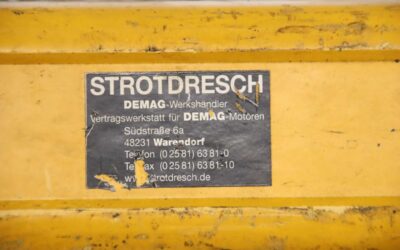 STROTDRESCH
DEMAG-Werkshändler
Vertragswerkstatt für DEMAG-Motoren
Südstraße 6a
48231 Warendorf
Telefon (0 25 81) 63 81-0
Telefax (0 25 81) 63 81-10
www.strotdresch.de